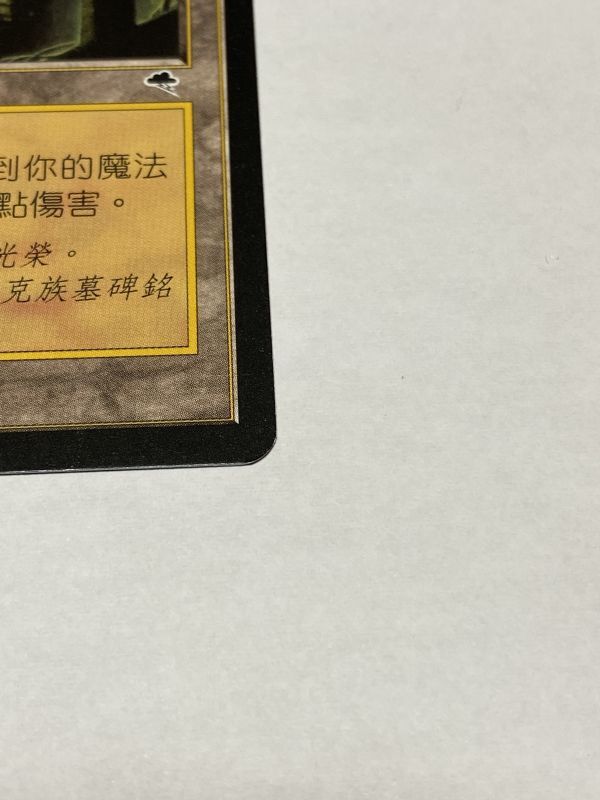 到你的魔法
點傷害。
光榮。
克族墓碑銘